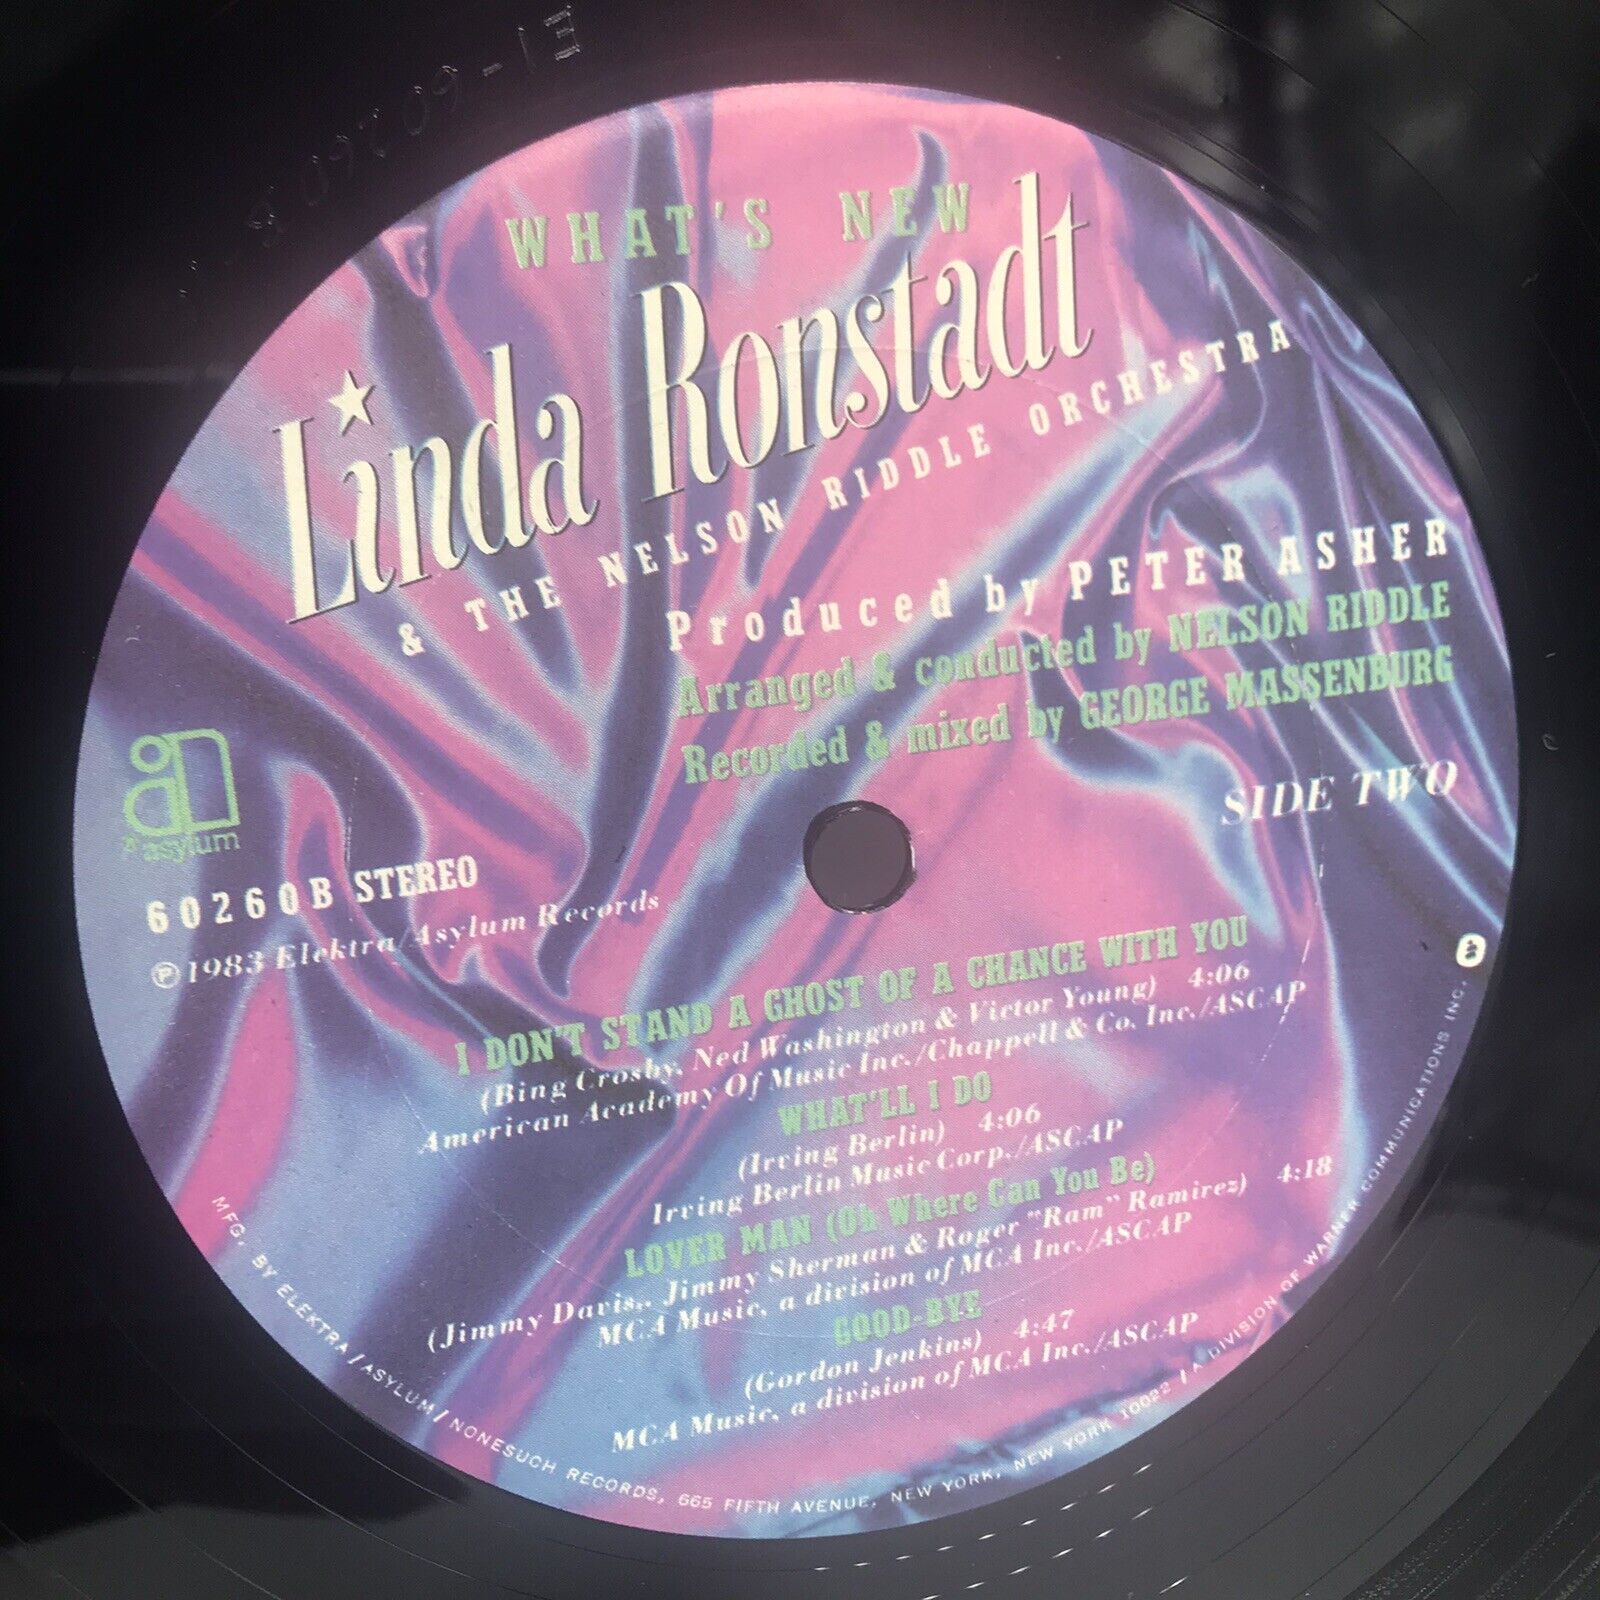 WHAT'S NEW
Linda Ronstadt
& THE NELSON RIDDLE ORCHESTRA
Produced by PETER ASHER
Arranged & conducted by NELSON RIDDLE
Recorded & mixed by GEORGE MASSENBURG
SIDE TWO
asylum
60260B STEREO
℗1983 Elektra/Asylum Records
I DON'T STAND A GHOST OF A CHANCE WITH YOU
(Bing Crosby, Ned Washington & Victor Young) 4:06
American Academy Of Music Inc./Chappell & Co. Inc./ASCAP
WHAT'LL I DO
(Irving Berlin) 4:06
Irving Berlin Music Corp./ASCAP
LOVER MAN (Oh Where Can You Be)
(Jimmy Davis,. Jimmy Sherman & Roger "Ram" Ramirez) 4:18
MCA Music, a division of MCA Inc./ASCAP
GOOD-BYE
(Gordon Jenkins) 4:47
MCA Music, a division of MCA Inc./ASCAP
MFG. BY ELEKTRA/ASYLUM/NONESUCH RECORDS, 665 FIFTH AVENUE, NEW YORK, NEW YORK 10022 / A DIVISION OF WARNER COMMUNICATIONS INC.